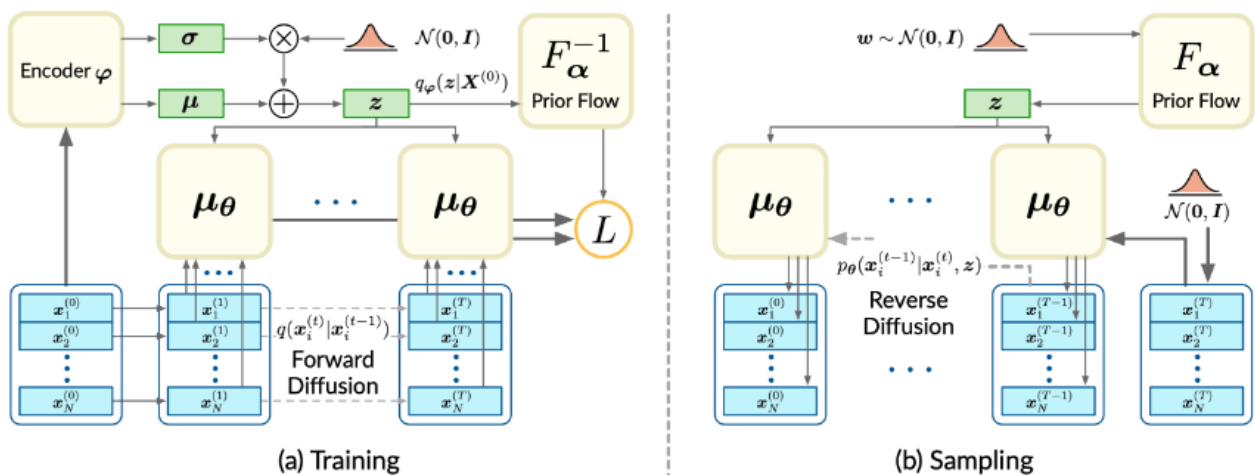 Encoder φ
σ
×
𝒩(0, I)
μ
+
z
q_φ(z|X^(0))
F_α^{-1}
Prior Flow
μ_θ
. . .
μ_θ
L
...
...
x_1^(0)
x_2^(0)
x_N^(0)
x_1^(1)
x_2^(1)
x_N^(1)
q(x_i^(t)|x_i^(t-1))
Forward
Diffusion
x_1^(T)
x_2^(T)
x_N^(T)
(a) Training
w ∼ 𝒩(0, I)
F_α
Prior Flow
z
μ_θ
. . .
μ_θ
𝒩(0, I)
p_θ(x_i^(t-1)|x_i^(t), z)
Reverse
Diffusion
. . .
x_1^(0)
x_2^(0)
x_N^(0)
x_1^(T-1)
x_2^(T-1)
x_N^(T-1)
x_1^(T)
x_2^(T)
x_N^(T)
(b) Sampling